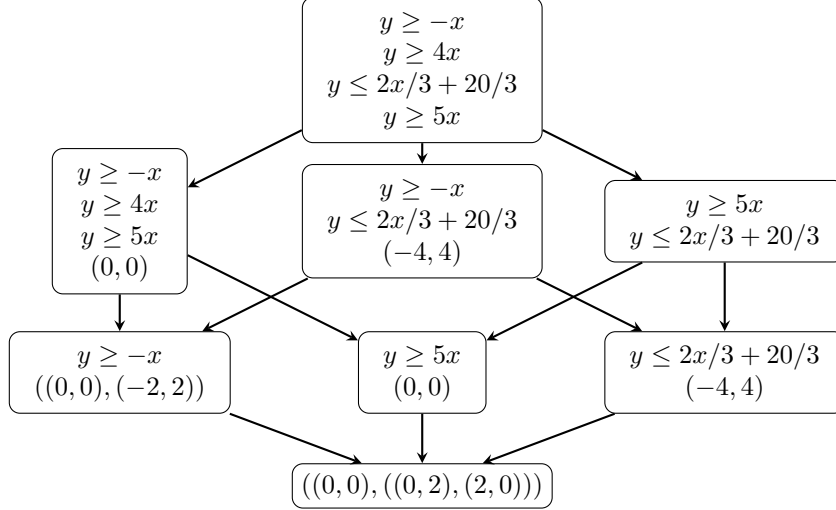 y ≥ −x
y ≥ 4x
y ≤ 2x/3 + 20/3
y ≥ 5x
y ≥ −x
y ≥ 4x
y ≥ 5x
(0, 0)
y ≥ −x
y ≤ 2x/3 + 20/3
(−4, 4)
y ≥ 5x
y ≤ 2x/3 + 20/3
y ≥ −x
((0, 0), (−2, 2))
y ≥ 5x
(0, 0)
y ≤ 2x/3 + 20/3
(−4, 4)
((0, 0), ((0, 2), (2, 0)))